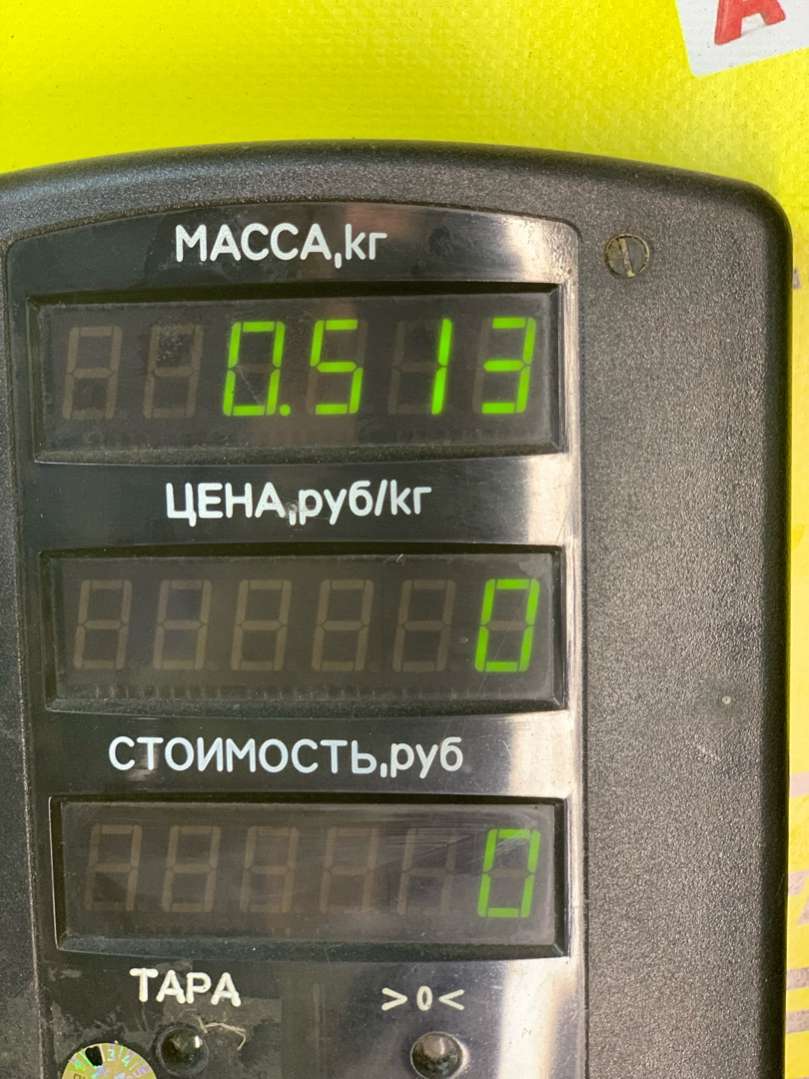 А
МАССА,кг
0.513
ЦЕНА,руб/кг
0
СТОИМОСТЬ,руб
0
ТАРА >0<